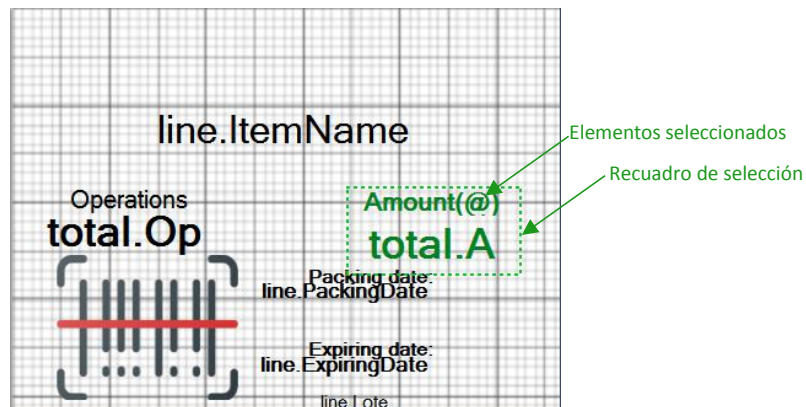 line.ItemName
Elementos seleccionados
Recuadro de selección
Operations
total.Op
Amount(@)
total.A
Packing date:
line.PackingDate
Expiring date:
line.ExpiringDate
line.Lote